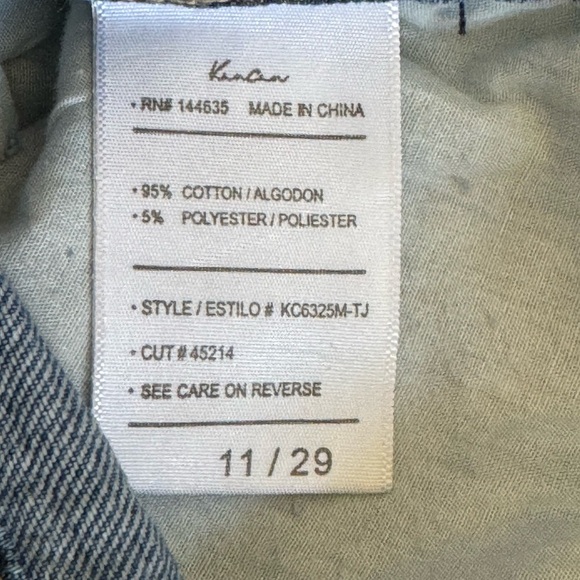 KanCan
• RN# 144635 MADE IN CHINA
• 95% COTTON / ALGODON
• 5% POLYESTER / POLIESTER
• STYLE / ESTILO # KC6325M-TJ
• CUT # 45214
• SEE CARE ON REVERSE
11 / 29